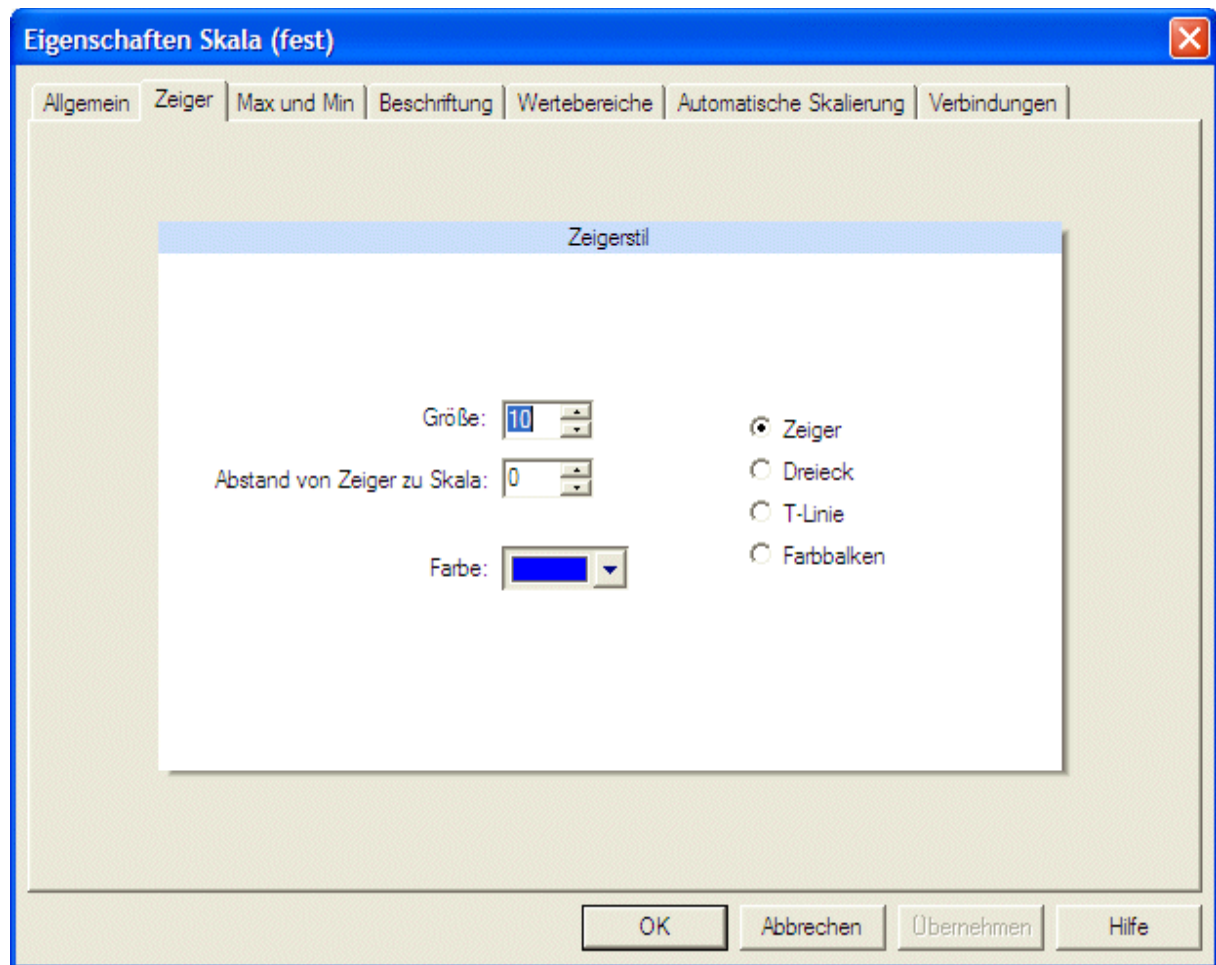 Eigenschaften Skala (fest)
Allgemein Zeiger Max und Min Beschriftung Wertebereiche Automatische Skalierung Verbindungen
Zeigerstil
Größe: 10
Zeiger
Abstand von Zeiger zu Skala: 0
Dreieck
T-Linie
Farbe:
Farbbalken
OK Abbrechen Übernehmen Hilfe